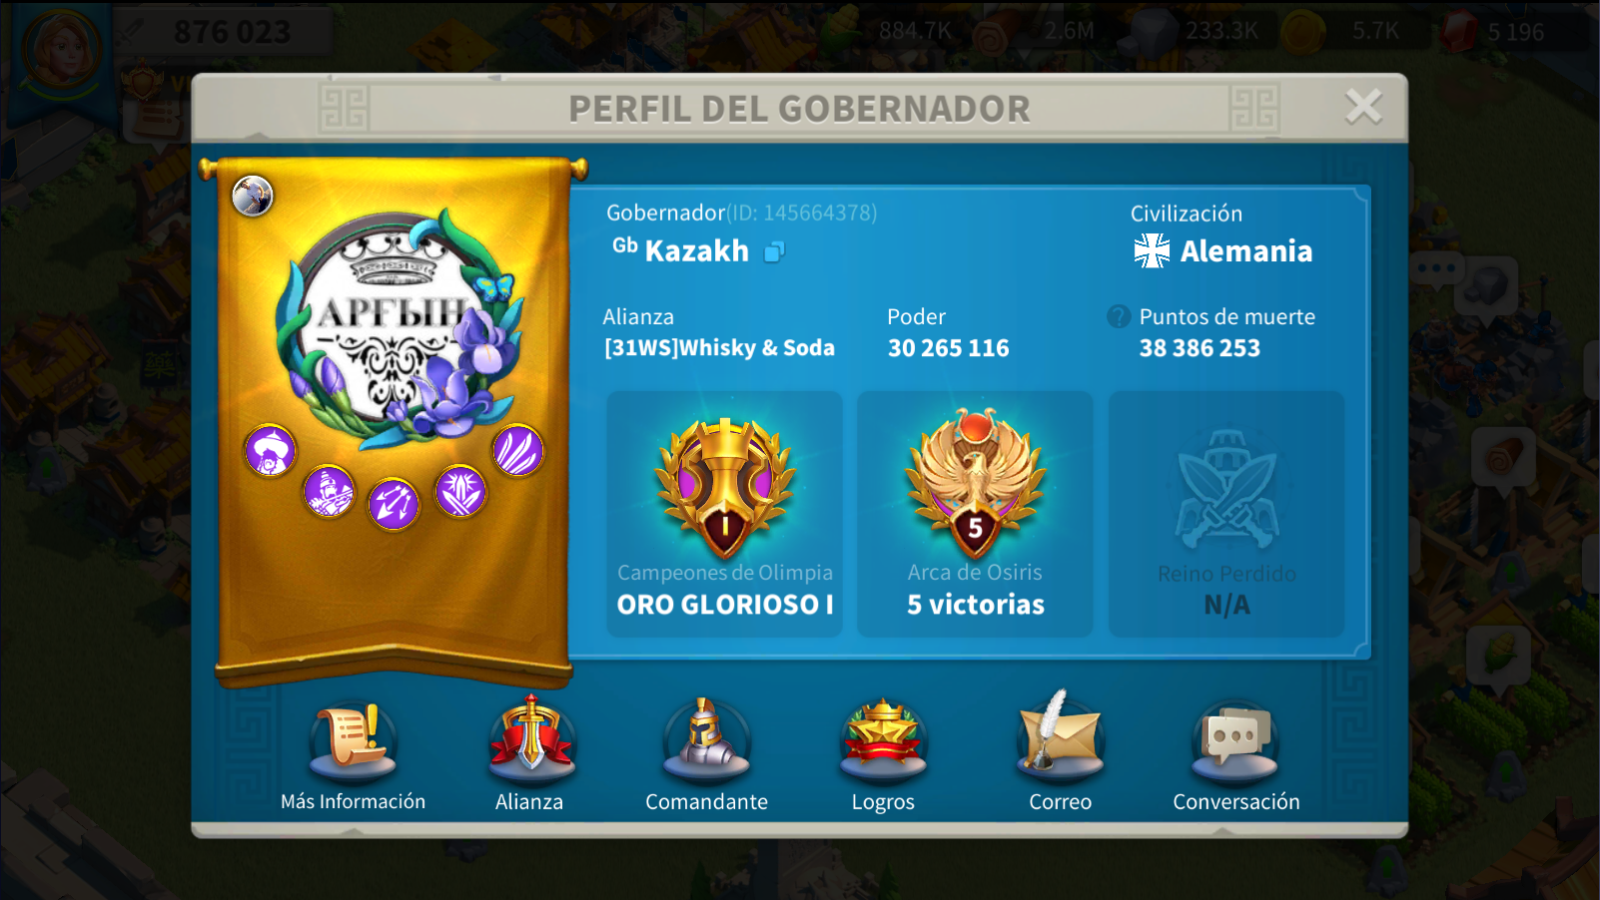 876 023
884.7K
2.6M
233.3K
5.7K
5 196
PERFIL DEL GOBERNADOR
Gobernador(ID: 145664378)
Gb Kazakh
Civilización
Alemania
Alianza
[31WS]Whisky & Soda
Poder
30 265 116
? Puntos de muerte
38 386 253
АРҒЫН
I
Campeones de Olimpia
ORO GLORIOSO I
5
Arca de Osiris
5 victorias
Reino Perdido
N/A
Más Información
Alianza
Comandante
Logros
Correo
Conversación